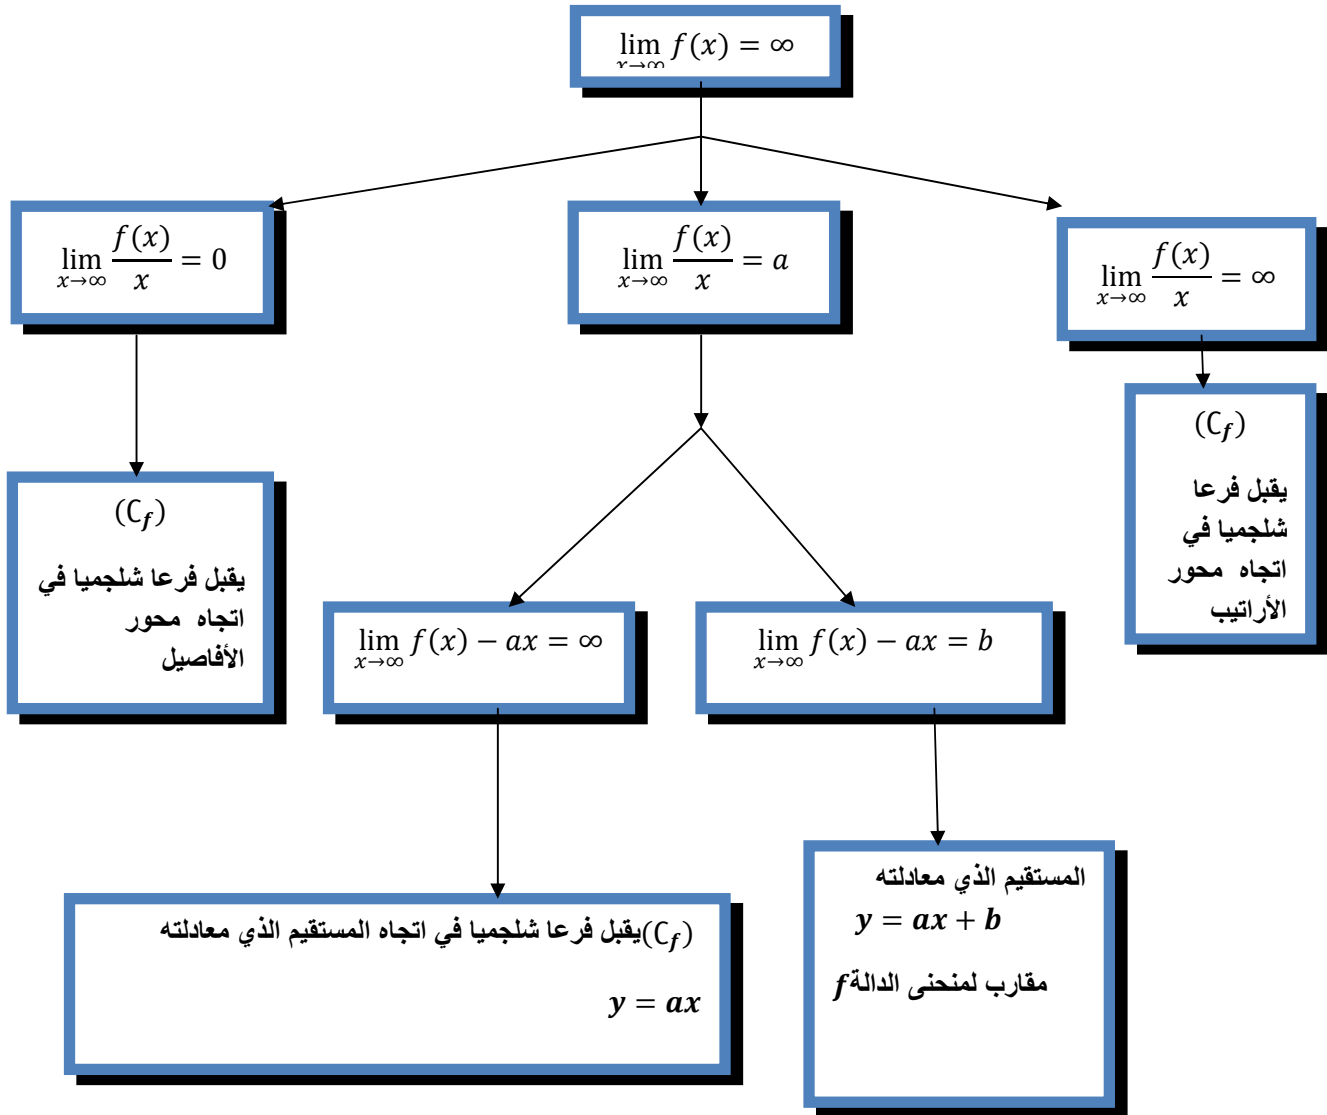 lim f(x) = ∞
x→∞
lim f(x)/x = 0
x→∞
lim f(x)/x = a
x→∞
lim f(x)/x = ∞
x→∞
(C_f)
يقبل فرعا
شلجميا في
اتجاه محور
الأراتيب
(C_f)
يقبل فرعا شلجميا في
اتجاه محور
الأفاصيل
lim f(x) − ax = ∞
x→∞
lim f(x) − ax = b
x→∞
المستقيم الذي معادلته
y = ax + b
مقارب لمنحنى الدالة f
(C_f) يقبل فرعا شلجميا في اتجاه المستقيم الذي معادلته
y = ax